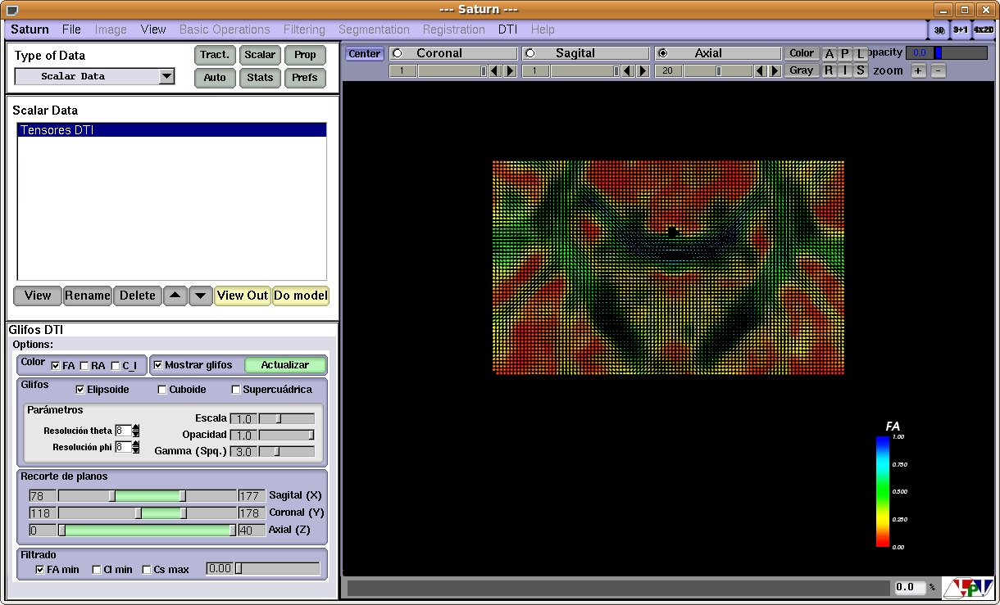 --- Saturn ---
Saturn File Image View Basic Operations Filtering Segmentation Registration DTI Help 3D 3+1 4x2D
Type of Data
Scalar Data
Tract. Scalar Prop
Auto Stats Prefs
Center Coronal Sagital Axial Color A P L opacity 0.0
1 1 20 Gray R I S zoom + -
Scalar Data
Tensores DTI
View Rename Delete View Out Do model
Glifos DTI
Options:
Color FA RA C_l Mostrar glifos Actualizar
Glifos
Elipsoide Cuboide Supercuádrica
Parámetros
Escala 1.0
Resolución theta 8
Opacidad 1.0
Resolución phi 8
Gamma (Spq.) 3.0
Recorte de planos
78 177 Sagital (X)
118 178 Coronal (Y)
0 40 Axial (Z)
Filtrado
FA min Cl min Cs max 0.00
FA
1.00
0.750
0.500
0.250
0.00
0.0 %
LPI